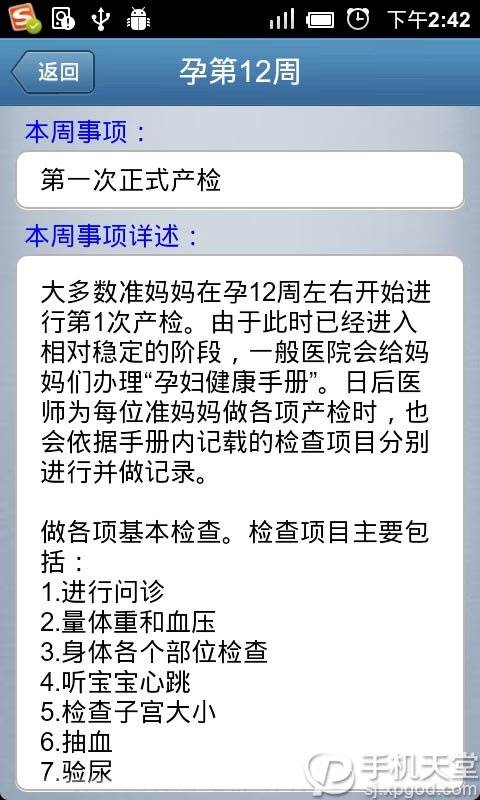 下午2:42
返回
孕第12周
本周事项：
第一次正式产检
本周事项详述：
大多数准妈妈在孕12周左右开始进
行第1次产检。由于此时已经进入
相对稳定的阶段，一般医院会给妈
妈们办理“孕妇健康手册”。日后医
师为每位准妈妈做各项产检时，也
会依据手册内记载的检查项目分别
进行并做记录。
做各项基本检查。检查项目主要包
括：
1.进行问诊
2.量体重和血压
3.身体各个部位检查
4.听宝宝心跳
5.检查子宫大小
6.抽血
7.验尿
手机天堂
sj.xpgod.com